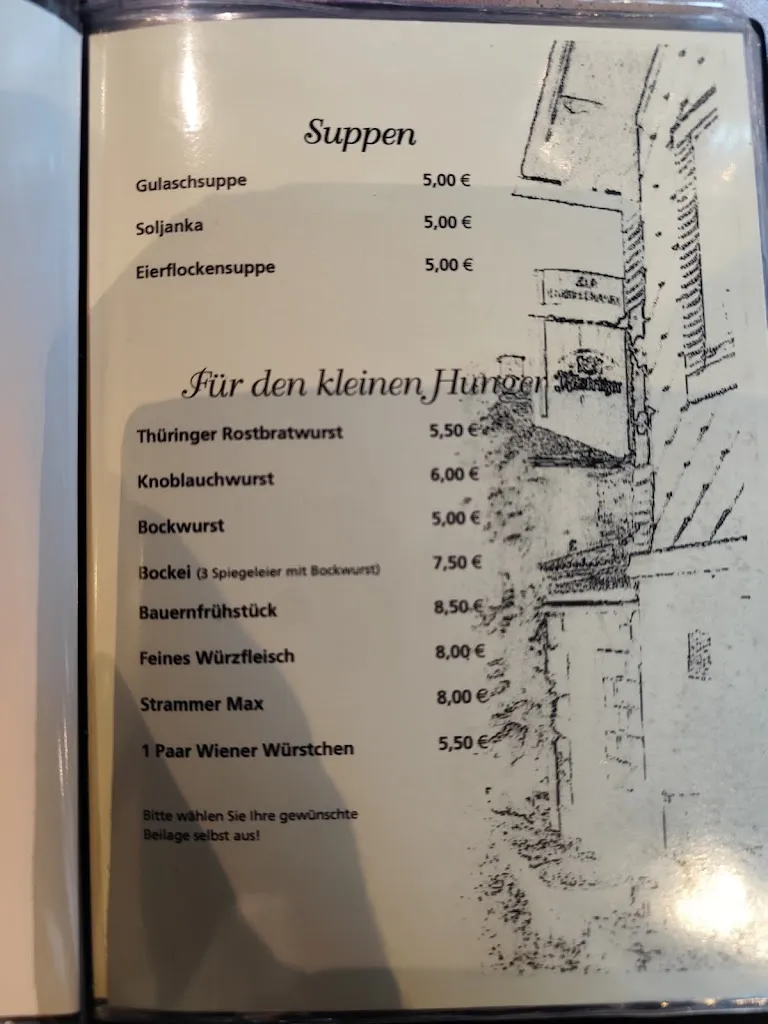 Suppen
Gulaschsuppe 5,00 €
Soljanka 5,00 €
Eierflockensuppe 5,00 €
Für den kleinen Hunger
Thüringer Rostbratwurst 5,50 €
Knoblauchwurst 6,00 €
Bockwurst 5,00 €
Bockei (3 Spiegeleier mit Bockwurst) 7,50 €
Bauernfrühstück 8,50 €
Feines Würzfleisch 8,00 €
Strammer Max 8,00 €
1 Paar Wiener Würstchen 5,50 €
Bitte wählen Sie Ihre gewünschte
Beilage selbst aus!